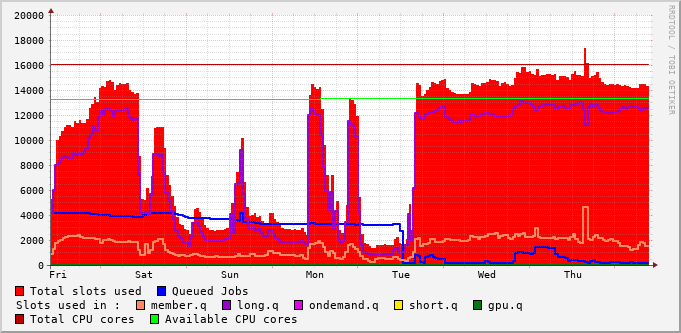 20000
18000
16000
14000
12000
10000
8000
6000
4000
2000
0
Fri Sat Sun Mon Tue Wed Thu
Total slots used Queued Jobs
Slots used in : member.q long.q ondemand.q short.q gpu.q
Total CPU cores Available CPU cores
RRDTOOL / TOBI OETIKER